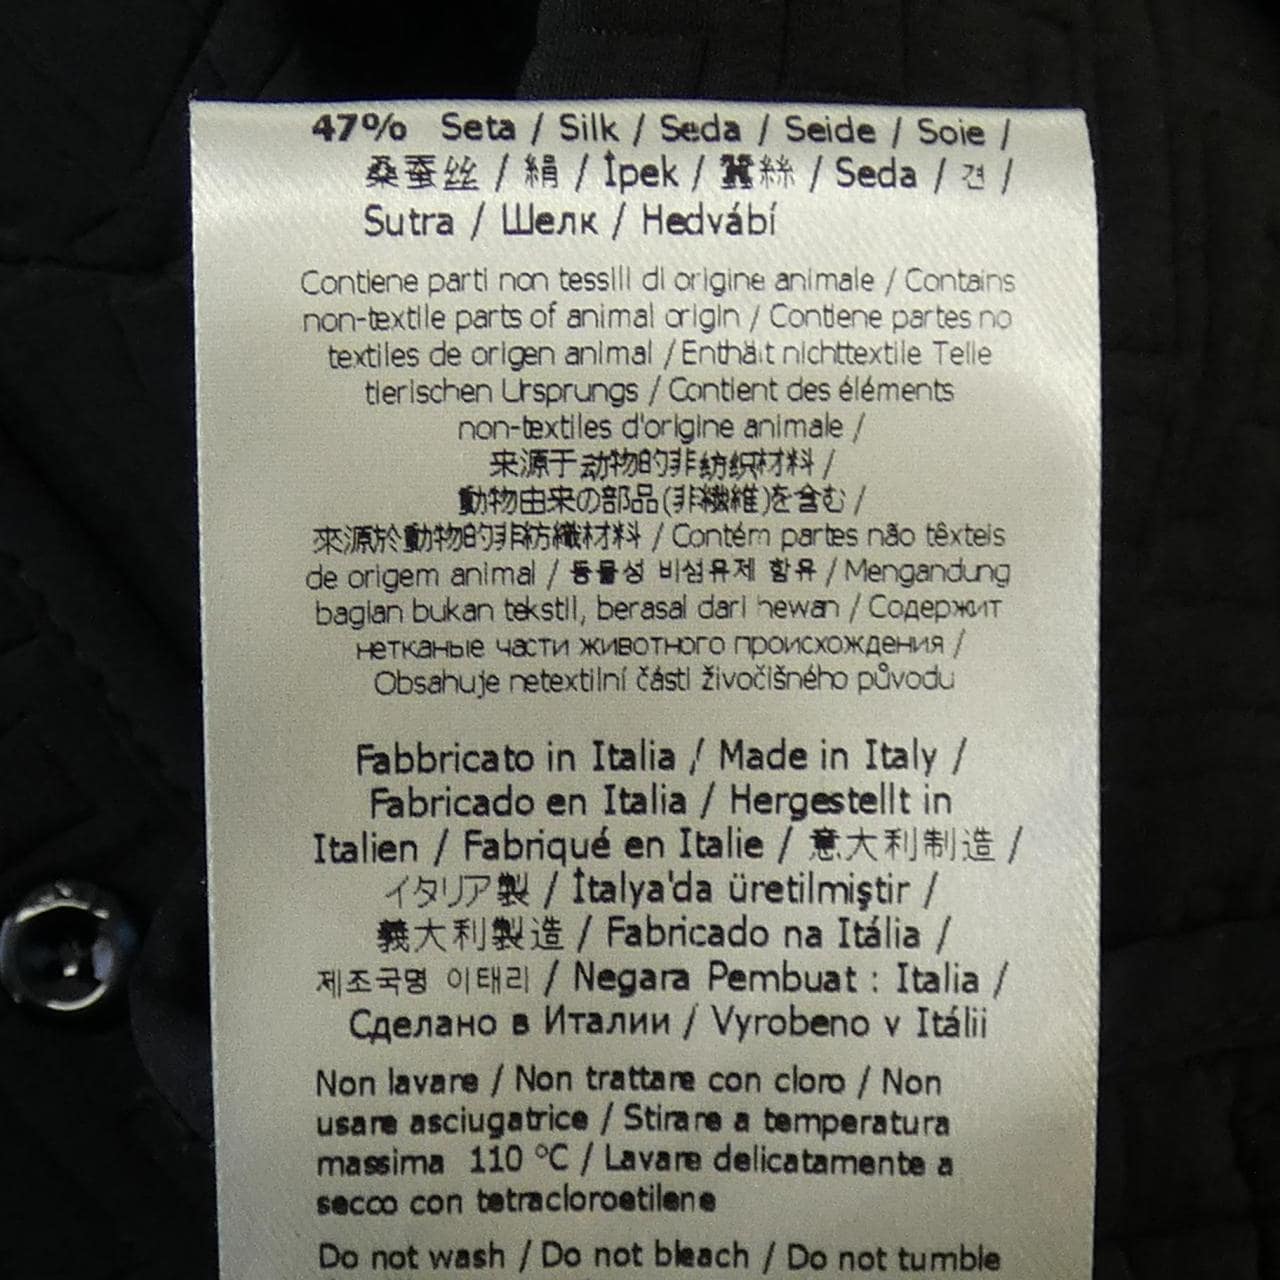 47% Seta / Silk / Seda / Seide / Soie /
桑蚕丝 / 絹 / İpek / 蠶絲 / Seda / 견 /
Sutra / Шелк / Hedvábí
Contiene parti non tessili di origine animale / Contains
non-textile parts of animal origin / Contiene partes no
textiles de origen animal / Enthält nichttextile Teile
tierischen Ursprungs / Contient des éléments
non-textiles d'origine animale /
来源于动物的非纺织材料 /
動物由来の部品(非繊維)を含む /
來源於動物的非紡織材料 / Contém partes não têxteis
de origem animal / 동물성 비섬유제 함유 / Mengandung
bagian bukan tekstil, berasal dari hewan / Содержит
нетканые части животного происхождения /
Obsahuje netextilní části živočišného původu
Fabbricato in Italia / Made in Italy /
Fabricado en Italia / Hergestellt in
Italien / Fabriqué en Italie / 意大利制造 /
イタリア製 / İtalya'da üretilmiştir /
義大利製造 / Fabricado na Itália /
제조국명 이태리 / Negara Pembuat : Italia /
Сделано в Италии / Vyrobeno v Itálii
Non lavare / Non trattare con cloro / Non
usare asciugatrice / Stirare a temperatura
massima 110 °C / Lavare delicatamente a
secco con tetracloroetilene
Do not wash / Do not bleach / Do not tumble